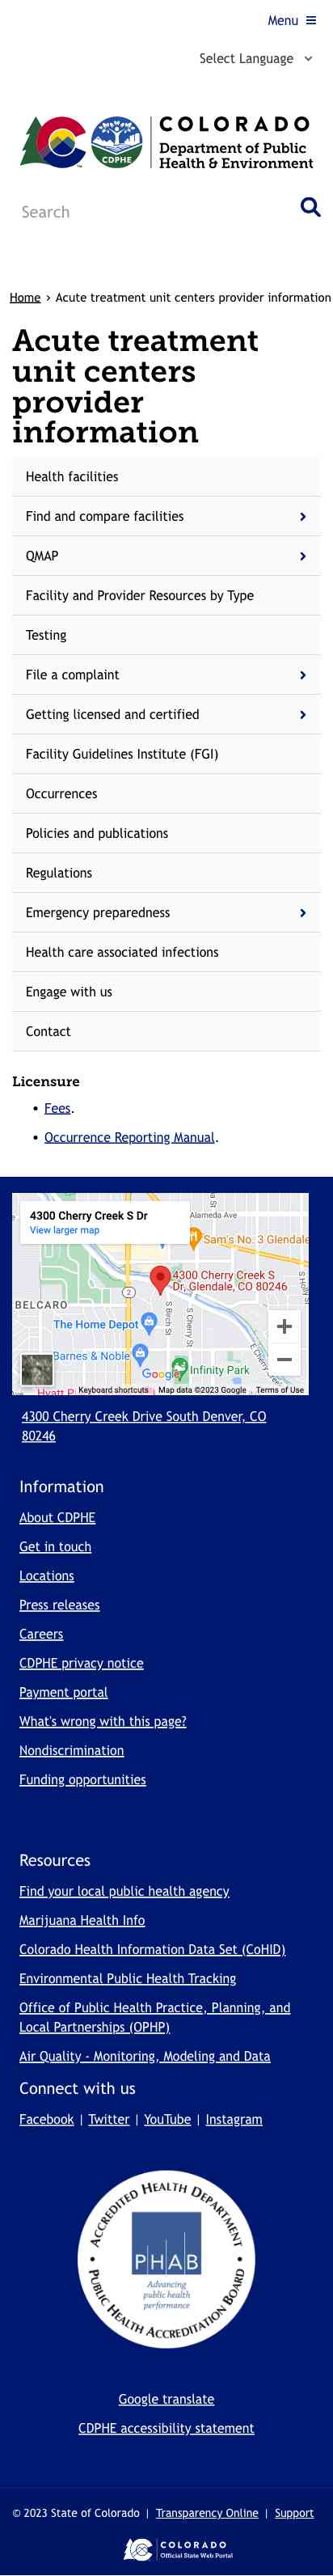 Menu
Select Language
CDPHE
TM
COLORADO
Department of Public
Health & Environment
Search
Home › Acute treatment unit centers provider information
Acute treatment
unit centers
provider
information
Health facilities
Find and compare facilities
QMAP
Facility and Provider Resources by Type
Testing
File a complaint
Getting licensed and certified
Facility Guidelines Institute (FGI)
Occurrences
Policies and publications
Regulations
Emergency preparedness
Health care associated infections
Engage with us
Contact
Licensure
• Fees.
• Occurrence Reporting Manual.
4300 Cherry Creek S Dr
View larger map
Alameda Ave
Sam's No. 3 Glendale
4300 Cherry Creek S
Dr, Glendale, CO 80246
2
BELCARO
The Home Depot
S Birch St
S Cherry St
Barnes & Noble
Infinity Park
Google
Keyboard shortcuts
Map data ©2023 Google
Terms of Use
4300 Cherry Creek Drive South Denver, CO
80246
Information
About CDPHE
Get in touch
Locations
Press releases
Careers
CDPHE privacy notice
Payment portal
What's wrong with this page?
Nondiscrimination
Funding opportunities
Resources
Find your local public health agency
Marijuana Health Info
Colorado Health Information Data Set (CoHID)
Environmental Public Health Tracking
Office of Public Health Practice, Planning, and
Local Partnerships (OPHP)
Air Quality - Monitoring, Modeling and Data
Connect with us
Facebook | Twitter | YouTube | Instagram
ACCREDITED HEALTH DEPARTMENT
PHAB
Advancing
public health
performance
PUBLIC HEALTH ACCREDITATION BOARD
Google translate
CDPHE accessibility statement
© 2023 State of Colorado | Transparency Online | Support
COLORADO
Official State Web Portal